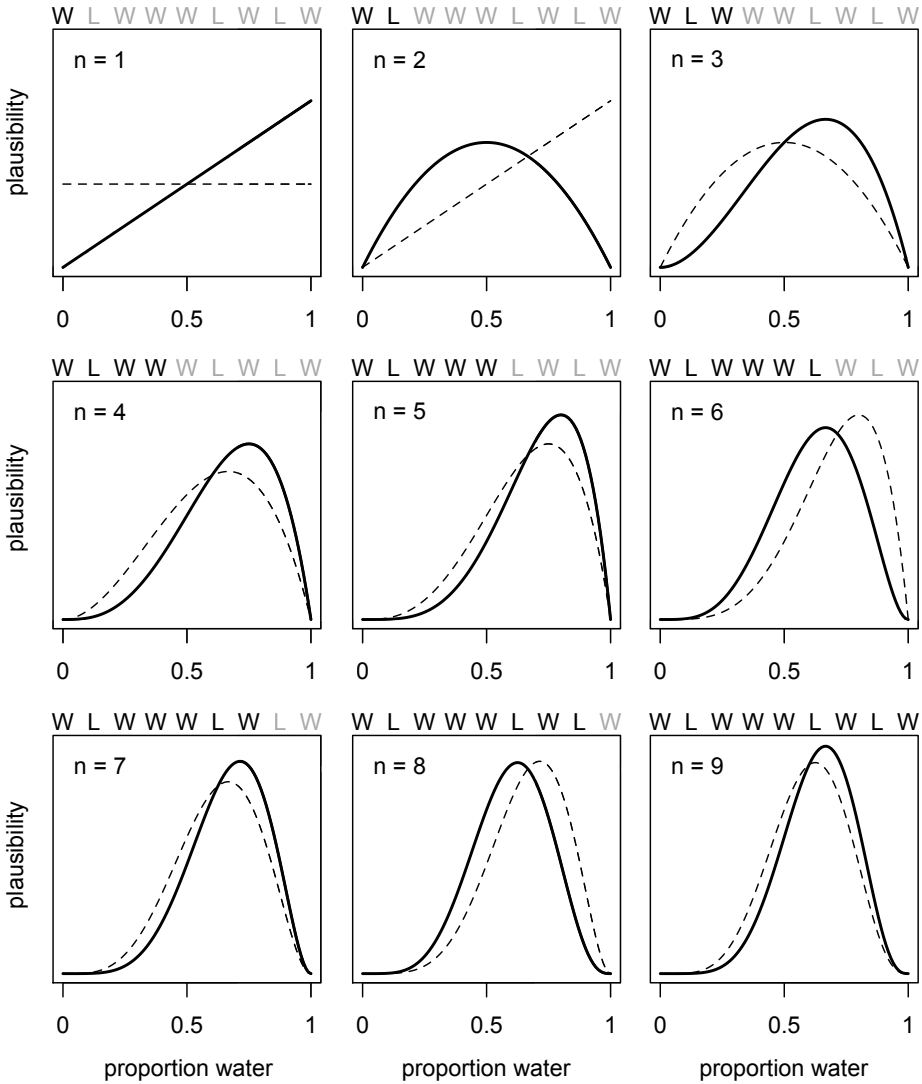 W L W W W L W L W
W L W W W L W L W
W L W W W L W L W
n = 1
n = 2
n = 3
plausibility
0 0.5 1
0 0.5 1
0 0.5 1
W L W W W L W L W
W L W W W L W L W
W L W W W L W L W
n = 4
n = 5
n = 6
plausibility
0 0.5 1
0 0.5 1
0 0.5 1
W L W W W L W L W
W L W W W L W L W
W L W W W L W L W
n = 7
n = 8
n = 9
plausibility
0 0.5 1
0 0.5 1
0 0.5 1
proportion water
proportion water
proportion water